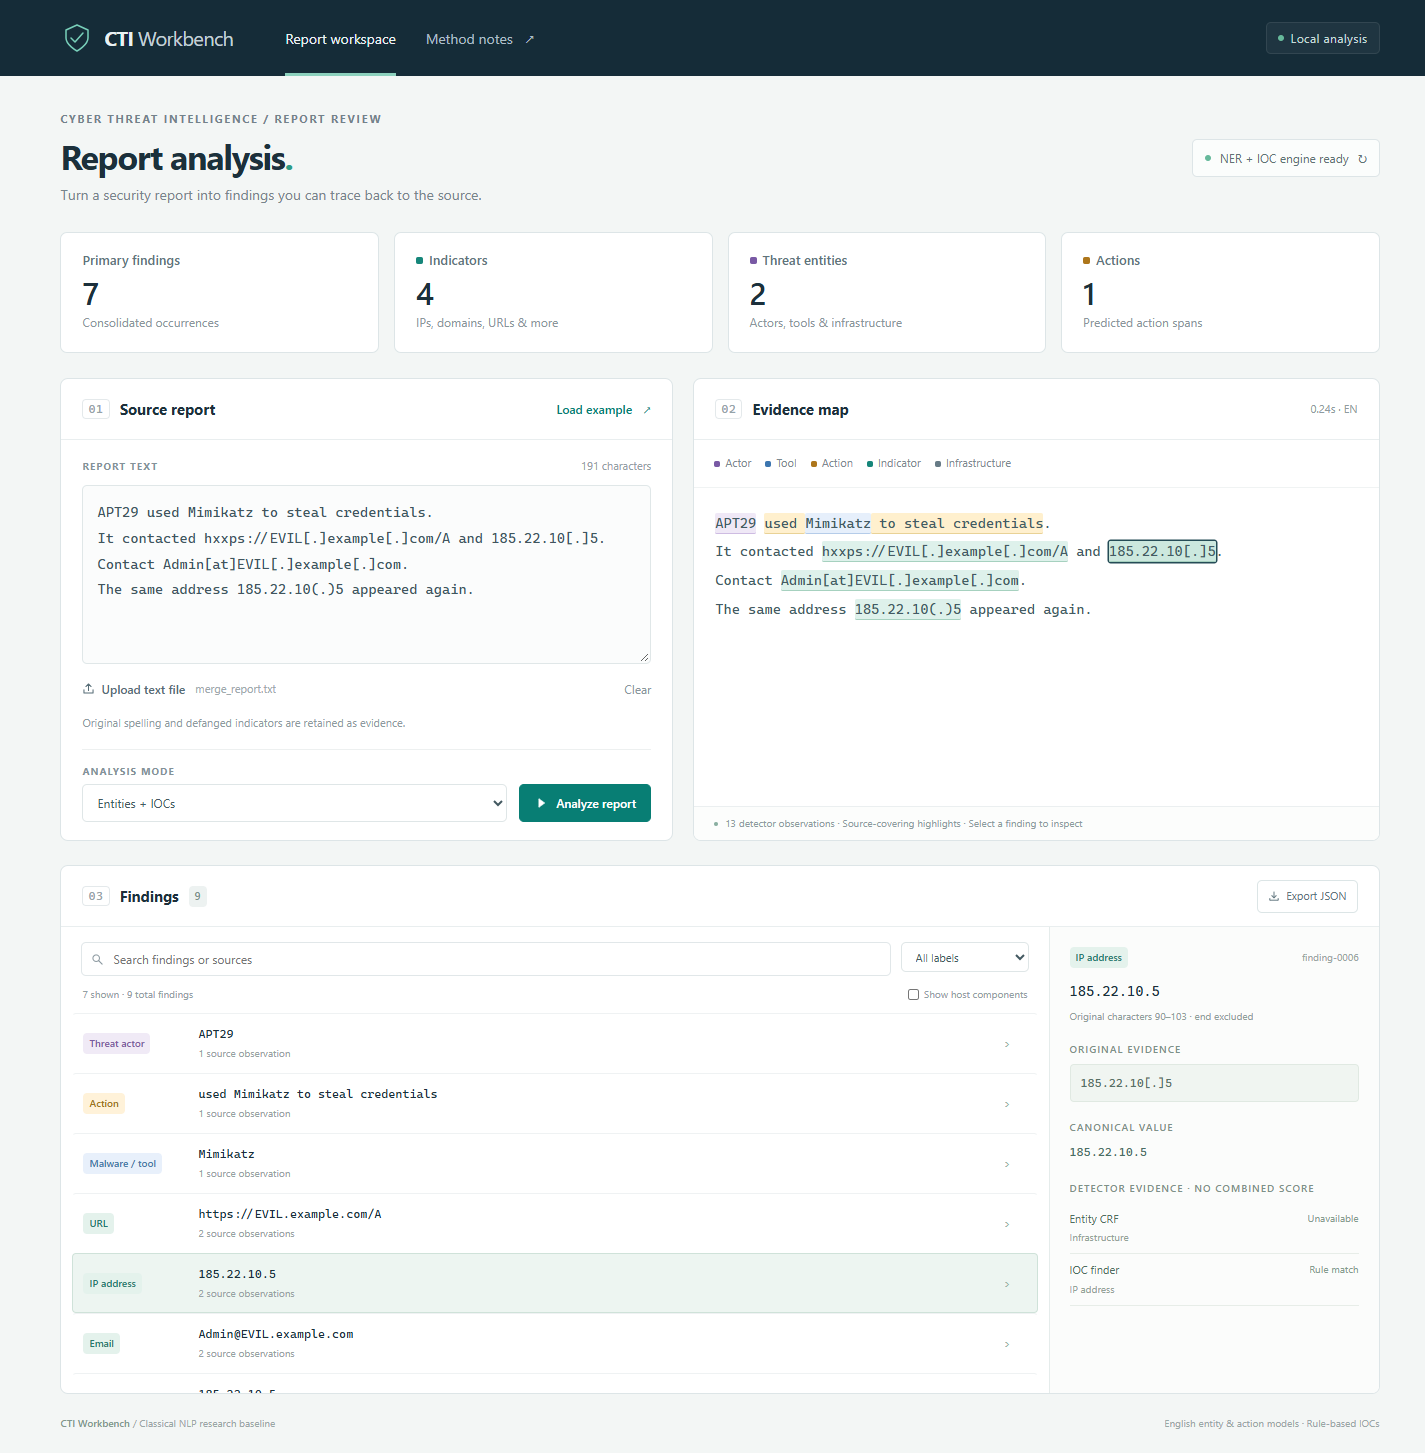 CTI Workbench
Report workspace
Method notes ↗
Local analysis
CYBER THREAT INTELLIGENCE / REPORT REVIEW
Report analysis.
Turn a security report into findings you can trace back to the source.
NER + IOC engine ready ↻
Primary findings
7
Consolidated occurrences
Indicators
4
IPs, domains, URLs & more
Threat entities
2
Actors, tools & infrastructure
Actions
1
Predicted action spans
01 Source report
Load example ↗
REPORT TEXT
191 characters
APT29 used Mimikatz to steal credentials.
It contacted hxxps://EVIL[.]example[.]com/A and 185.22.10[.]5.
Contact Admin[at]EVIL[.]example[.]com.
The same address 185.22.10(.)5 appeared again.
Upload text file merge_report.txt
Clear
Original spelling and defanged indicators are retained as evidence.
ANALYSIS MODE
Entities + IOCs
Analyze report
02 Evidence map
0.24s · EN
Actor Tool Action Indicator Infrastructure
APT29 used Mimikatz to steal credentials.
It contacted hxxps://EVIL[.]example[.]com/A and 185.22.10[.]5.
Contact Admin[at]EVIL[.]example[.]com.
The same address 185.22.10(.)5 appeared again.
13 detector observations · Source-covering highlights · Select a finding to inspect
03 Findings 9
Export JSON
Search findings or sources
All labels
7 shown · 9 total findings
Show host components
Threat actor
APT29
1 source observation
Action
used Mimikatz to steal credentials
1 source observation
Malware / tool
Mimikatz
1 source observation
URL
https://EVIL.example.com/A
2 source observations
IP address
185.22.10.5
2 source observations
Email
Admin@EVIL.example.com
2 source observations
185.22.10.5
IP address
finding-0006
185.22.10.5
Original characters 90–103 · end excluded
ORIGINAL EVIDENCE
185.22.10[.]5
CANONICAL VALUE
185.22.10.5
DETECTOR EVIDENCE · NO COMBINED SCORE
Entity CRF
Unavailable
Infrastructure
IOC finder
Rule match
IP address
CTI Workbench / Classical NLP research baseline
English entity & action models · Rule-based IOCs